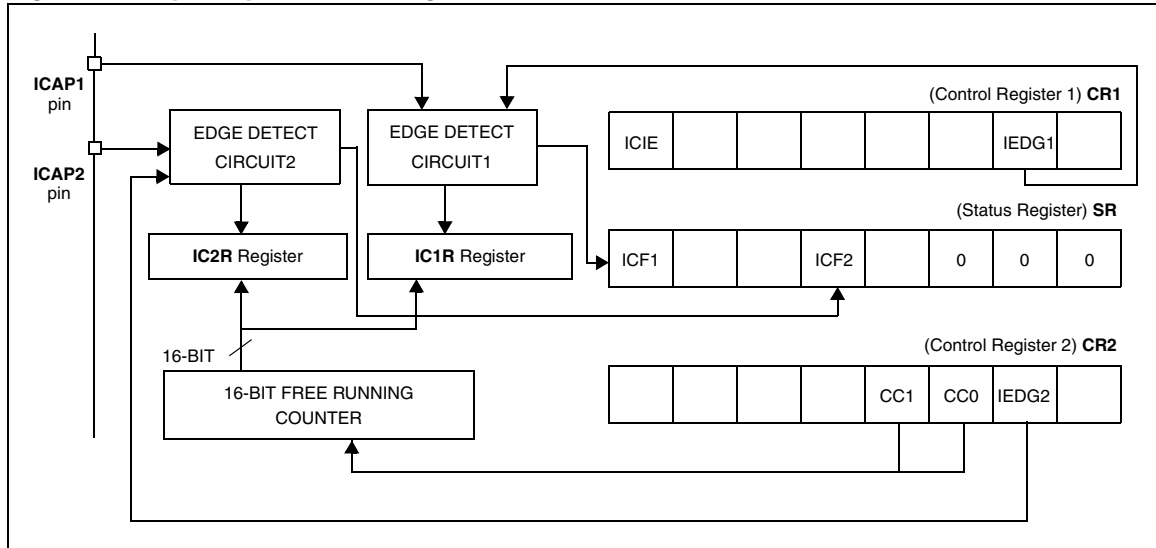 ICAP1
pin
ICAP2
pin
EDGE DETECT
CIRCUIT2
EDGE DETECT
CIRCUIT1
IC2R Register
IC1R Register
16-BIT
16-BIT FREE RUNNING
COUNTER
(Control Register 1) CR1
ICIE IEDG1
(Status Register) SR
ICF1 ICF2 0 0 0
(Control Register 2) CR2
CC1 CC0 IEDG2